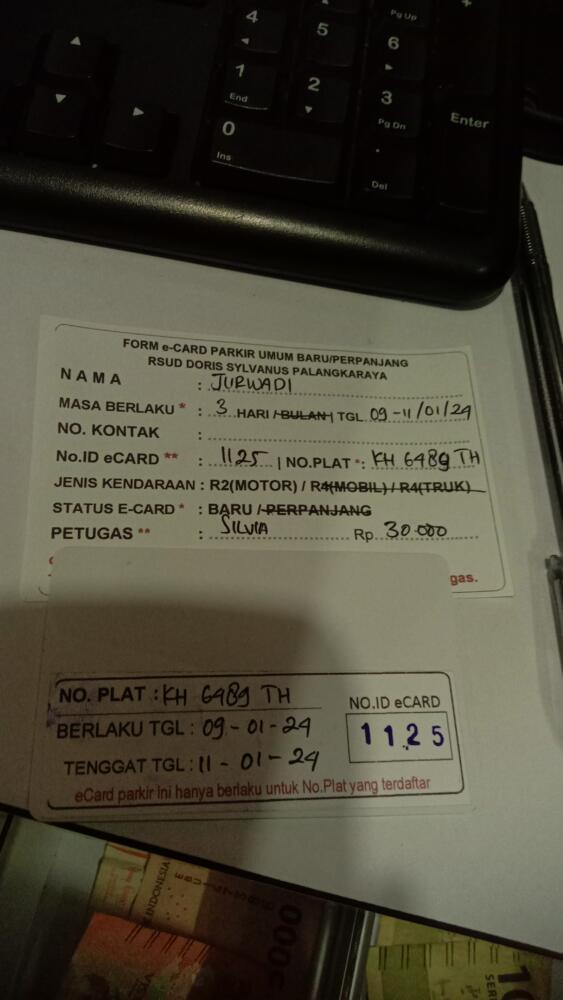 4
5
6
Pg Up
1
End
2
3
Pg Dn
Enter
0
Ins
.
Del
FORM e-CARD PARKIR UMUM BARU/PERPANJANG
RSUD DORIS SYLVANUS PALANGKARAYA
NAMA : JURWADI
MASA BERLAKU * : 3 HARI / BULAN | TGL 09-11/01/24
NO. KONTAK :
No.ID eCARD ** : 1125 | NO.PLAT *: KH 6489 TH
JENIS KENDARAAN : R2(MOTOR) / R4(MOBIL) / R4(TRUK)
STATUS E-CARD * : BARU / PERPANJANG
PETUGAS ** : SILVIA Rp. 30.000
gas.
NO. PLAT : KH 6489 TH
NO.ID eCARD
BERLAKU TGL : 09-01-24
1125
TENGGAT TGL : 11-01-24
eCard parkir ini hanya berlaku untuk No.Plat yang terdaftar
INDONESIA
000